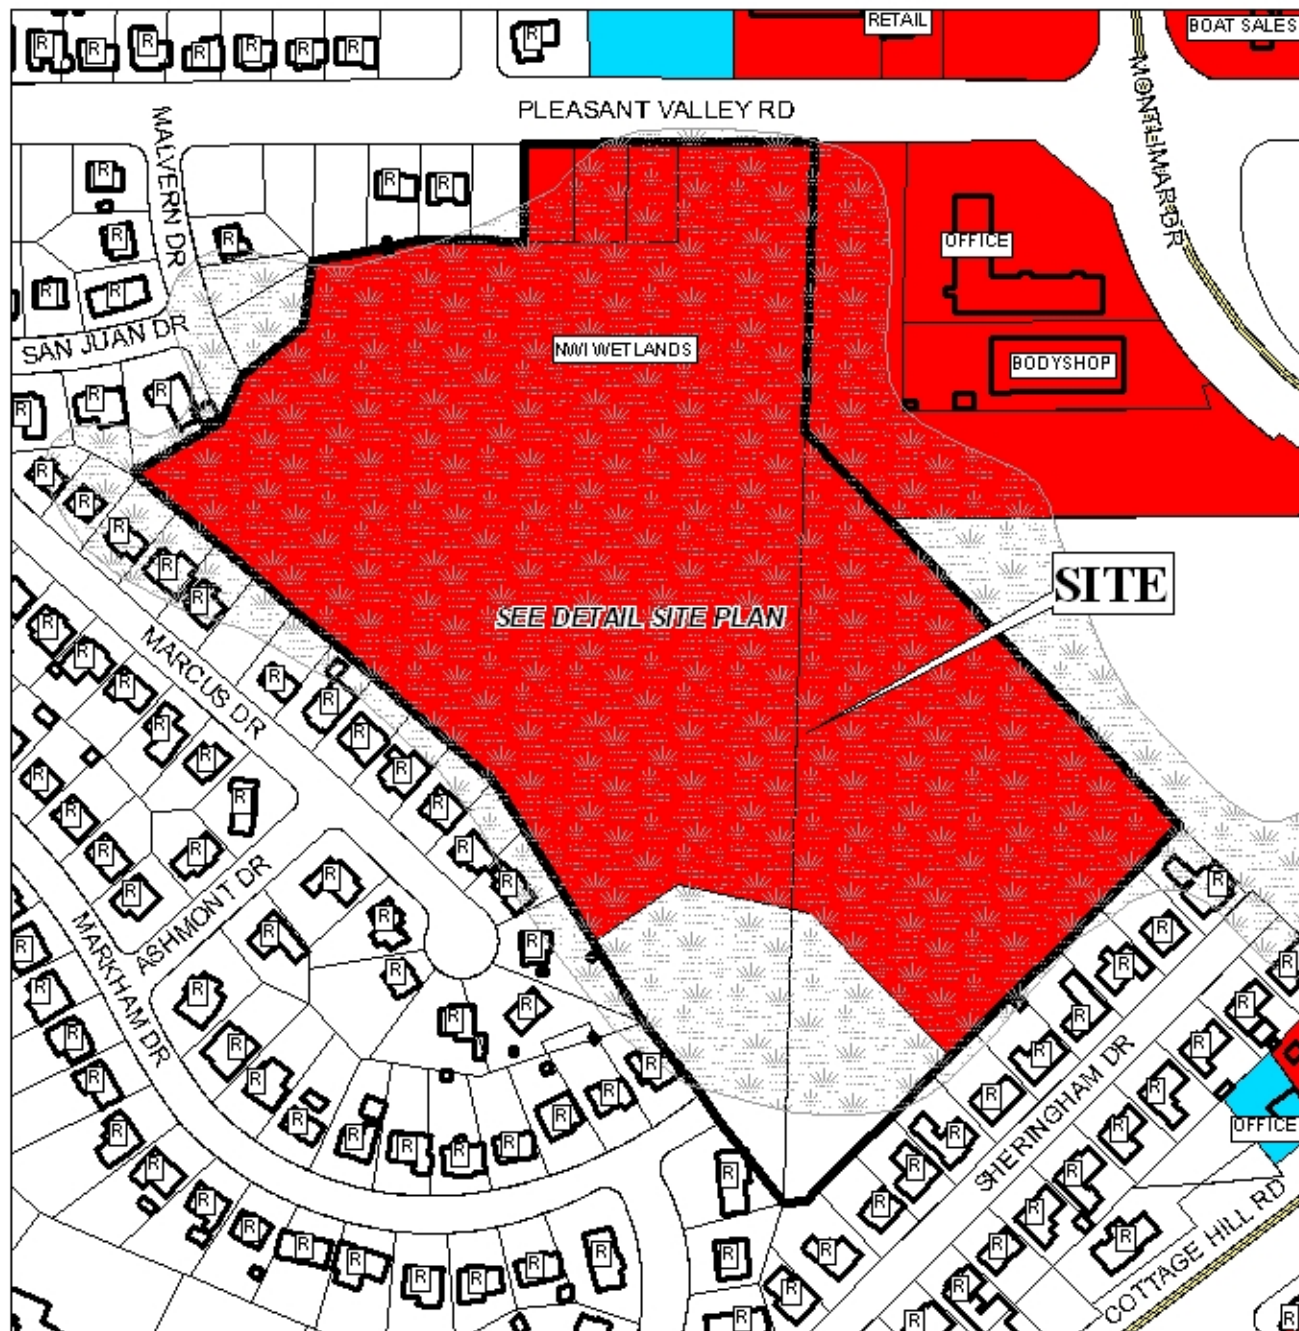 RETAIL
BOAT SALES
R R R R R R R R
PLEASANT VALLEY RD
MONTLIMAR DR
MALVERN DR
R R R
R R
OFFICE
R R
SAN JUAN DR
NWI WETLANDS
BODYSHOP
R R R
R R R R R
SITE
SEE DETAIL SITE PLAN
MARCUS DR
R R R R R
R R R R R R R
R R R R R R
ASHMONT DR
MARKHAM DR
R R R R R R
R R R R R R
R R R R R R R R
SHERINGHAM DR
R R R R R R R R
OFFICE
COTTAGE HILL RD
R R R R R R R R
R R R R R R R R